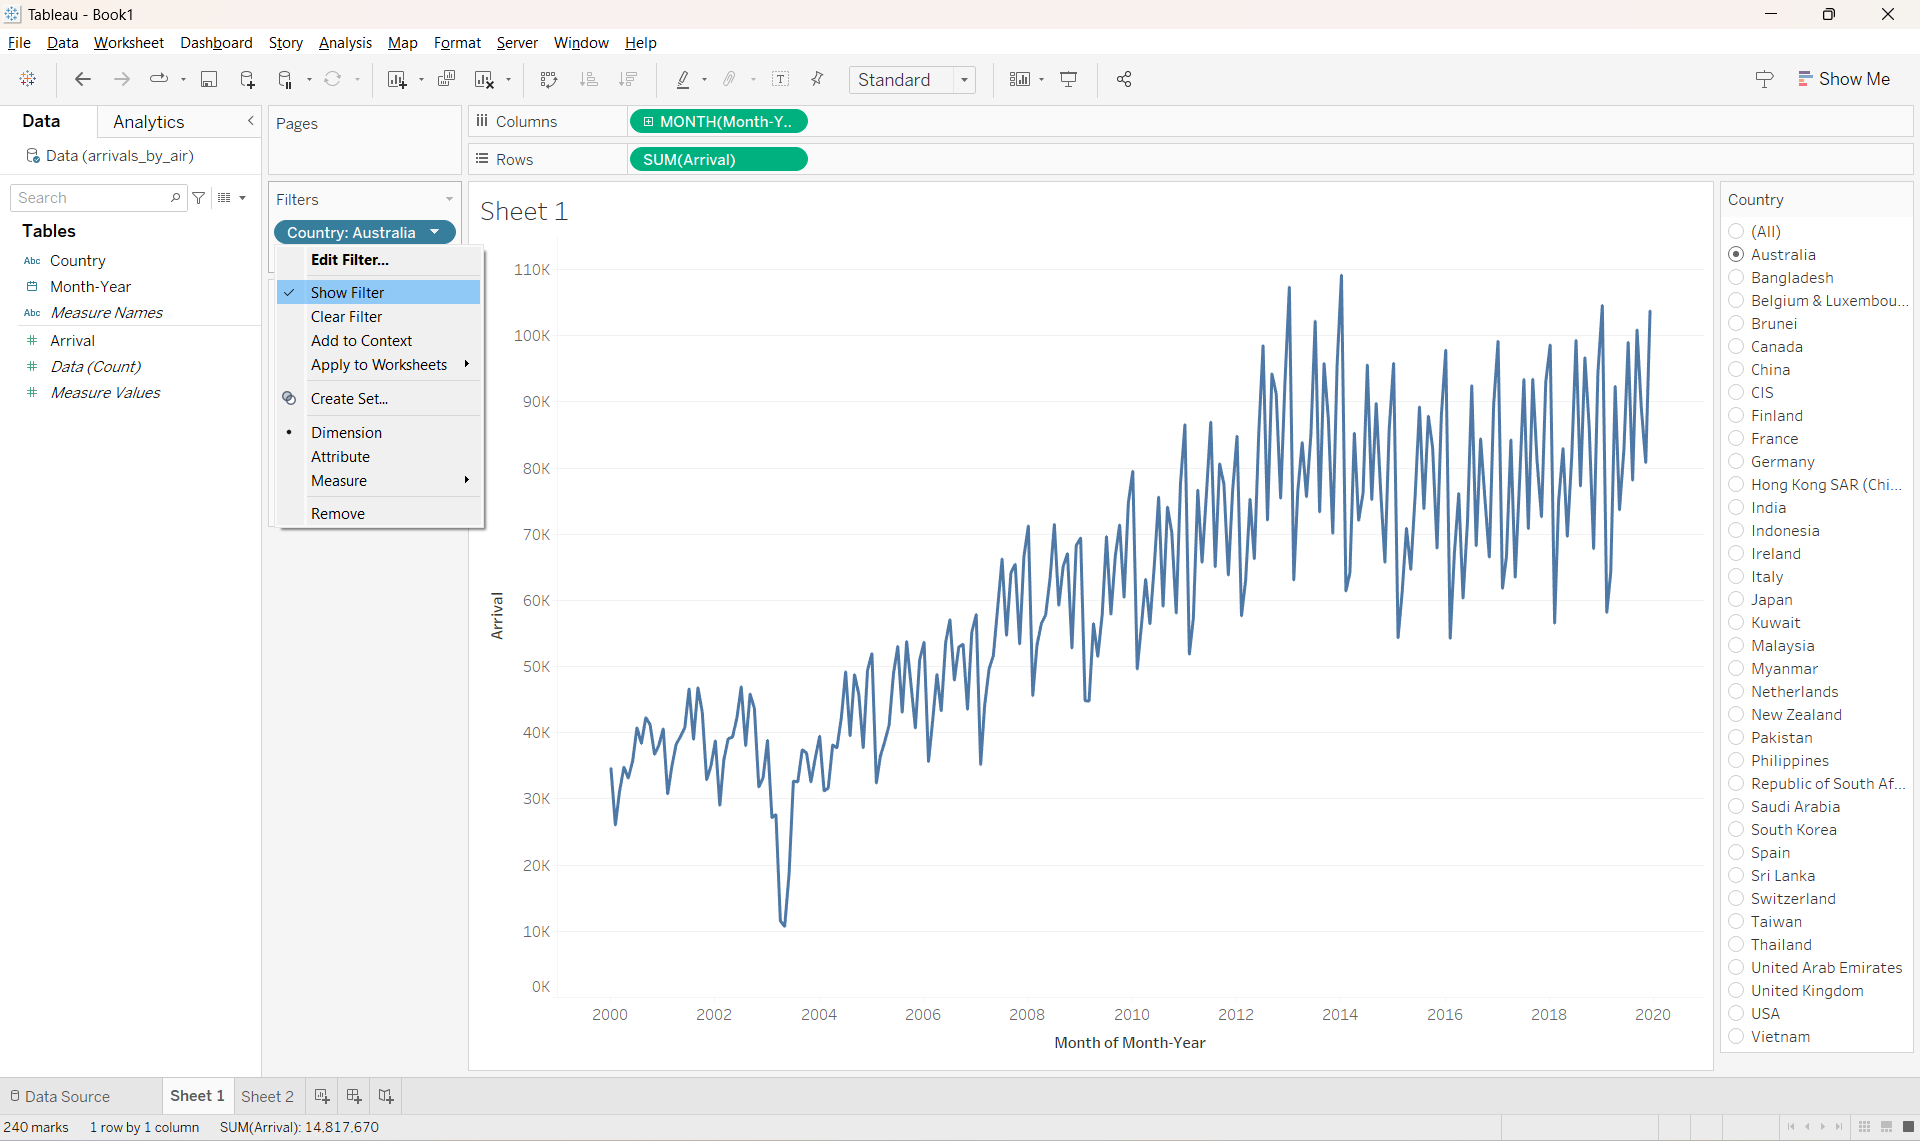 Tableau - Book1
File Data Worksheet Dashboard Story Analysis Map Format Server Window Help
Standard
Show Me
Data
Analytics
Data (arrivals_by_air)
Search
Tables
Abc Country
Month-Year
Abc Measure Names
# Arrival
# Data (Count)
# Measure Values
Pages
Filters
Country: Australia
Edit Filter...
Show Filter
Clear Filter
Add to Context
Apply to Worksheets
Create Set...
Dimension
Attribute
Measure
Remove
Columns
MONTH(Month-Y..
Rows
SUM(Arrival)
Sheet 1
Arrival
110K
100K
90K
80K
70K
60K
50K
40K
30K
20K
10K
0K
2000 2002 2004 2006 2008 2010 2012 2014 2016 2018 2020
Month of Month-Year
Country
(All)
Australia
Bangladesh
Belgium & Luxembou...
Brunei
Canada
China
CIS
Finland
France
Germany
Hong Kong SAR (Chi...
India
Indonesia
Ireland
Italy
Japan
Kuwait
Malaysia
Myanmar
Netherlands
New Zealand
Pakistan
Philippines
Republic of South Af...
Saudi Arabia
South Korea
Spain
Sri Lanka
Switzerland
Taiwan
Thailand
United Arab Emirates
United Kingdom
USA
Vietnam
Data Source
Sheet 1
Sheet 2
240 marks
1 row by 1 column
SUM(Arrival): 14,817,670